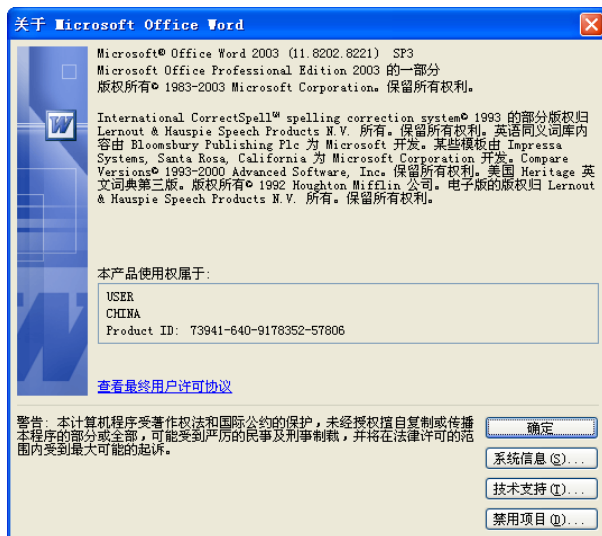 关于 Microsoft Office Word
Microsoft® Office Word 2003 (11.8202.8221) SP3
Microsoft Office Professional Edition 2003 的一部分
版权所有© 1983-2003 Microsoft Corporation。保留所有权利。
International CorrectSpell™ spelling correction system© 1993 的部分版权归
Lernout & Hauspie Speech Products N.V. 所有。保留所有权利。英语同义词库内
容由 Bloomsbury Publishing Plc 为 Microsoft 开发。某些模板由 Impressa
Systems, Santa Rosa, California 为 Microsoft Corporation 开发。Compare
Versions© 1993-2000 Advanced Software, Inc. 保留所有权利。美国 Heritage 英
文词典第三版。版权所有© 1992 Houghton Mifflin 公司。电子版的版权归 Lernout
& Hauspie Speech Products N.V. 所有。保留所有权利。
W
本产品使用权属于:
USER
CHINA
Product ID: 73941-640-9178352-57806
查看最终用户许可协议
警告: 本计算机程序受著作权法和国际公约的保护，未经授权擅自复制或传播
本程序的部分或全部，可能受到严厉的民事及刑事制裁，并将在法律许可的范
围内受到最大可能的起诉。
确定
系统信息(S)...
技术支持(T)...
禁用项目(D)...